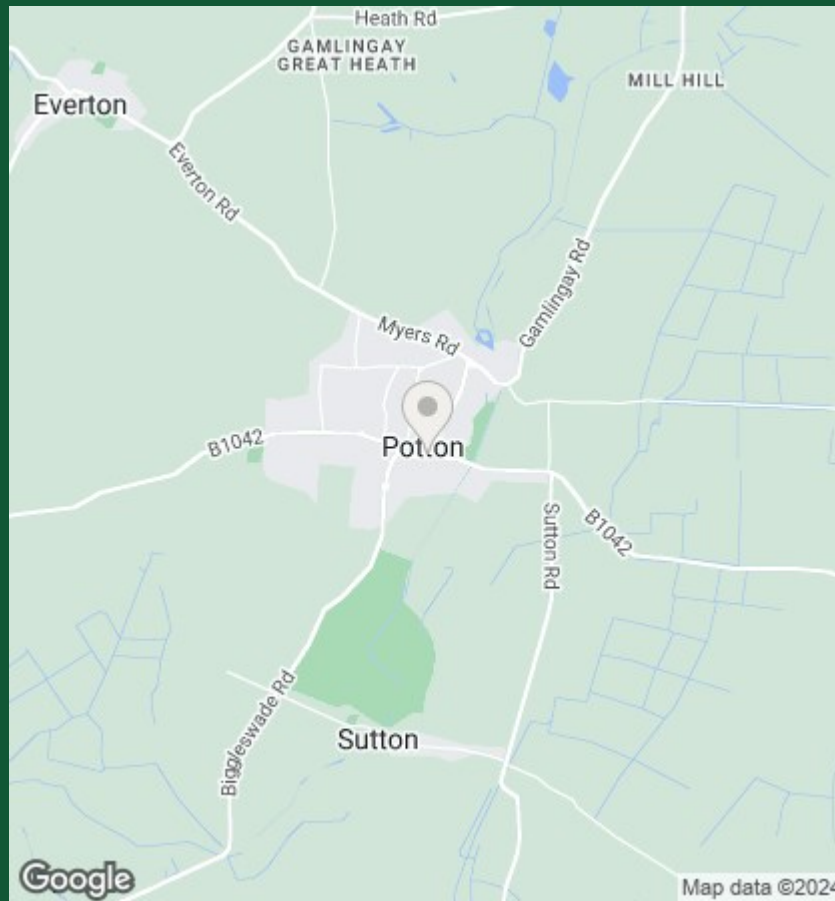 Heath Rd
GAMLINGAY
GREAT HEATH
MILL HILL
Everton
Everton Rd
Gamlingay Rd
Myers Rd
Potton
B1042
Sutton Rd
B1042
Biggleswade Rd
Sutton
Google
Map data ©2024